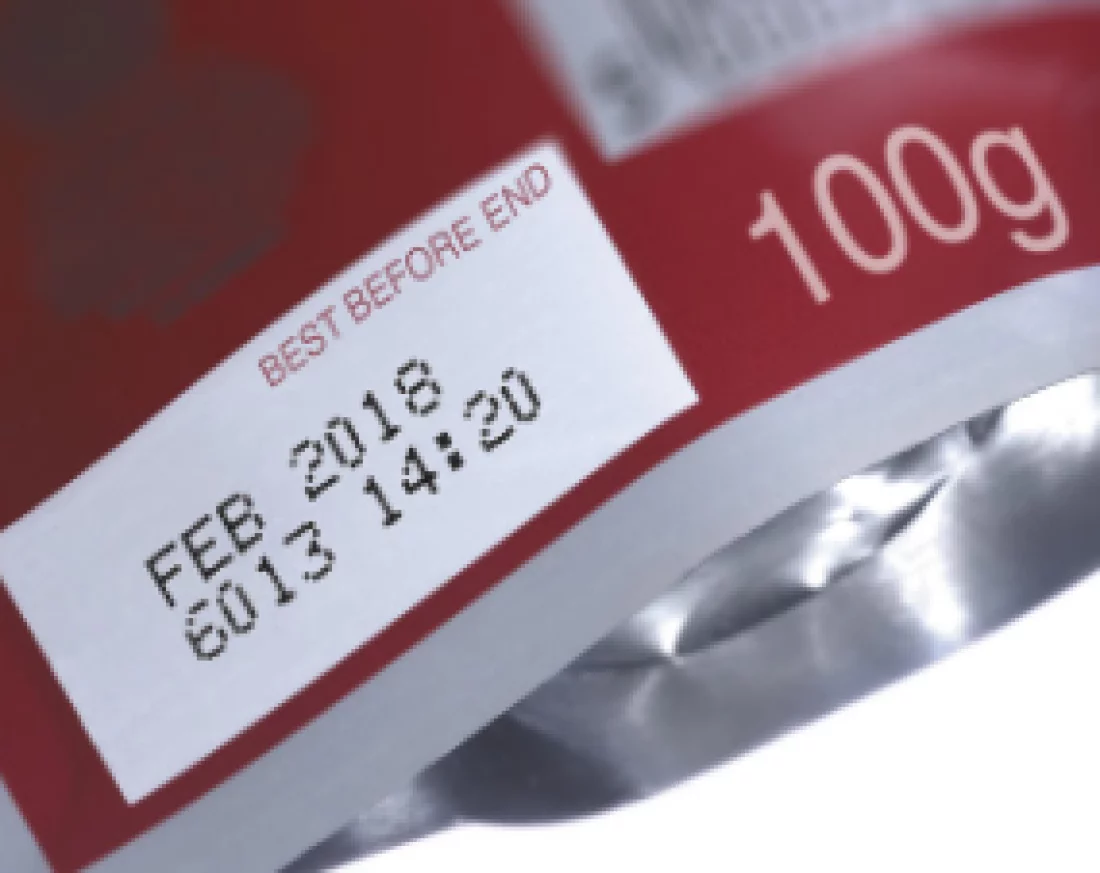 100g
BEST BEFORE END
FEB 2018
6013 14:20